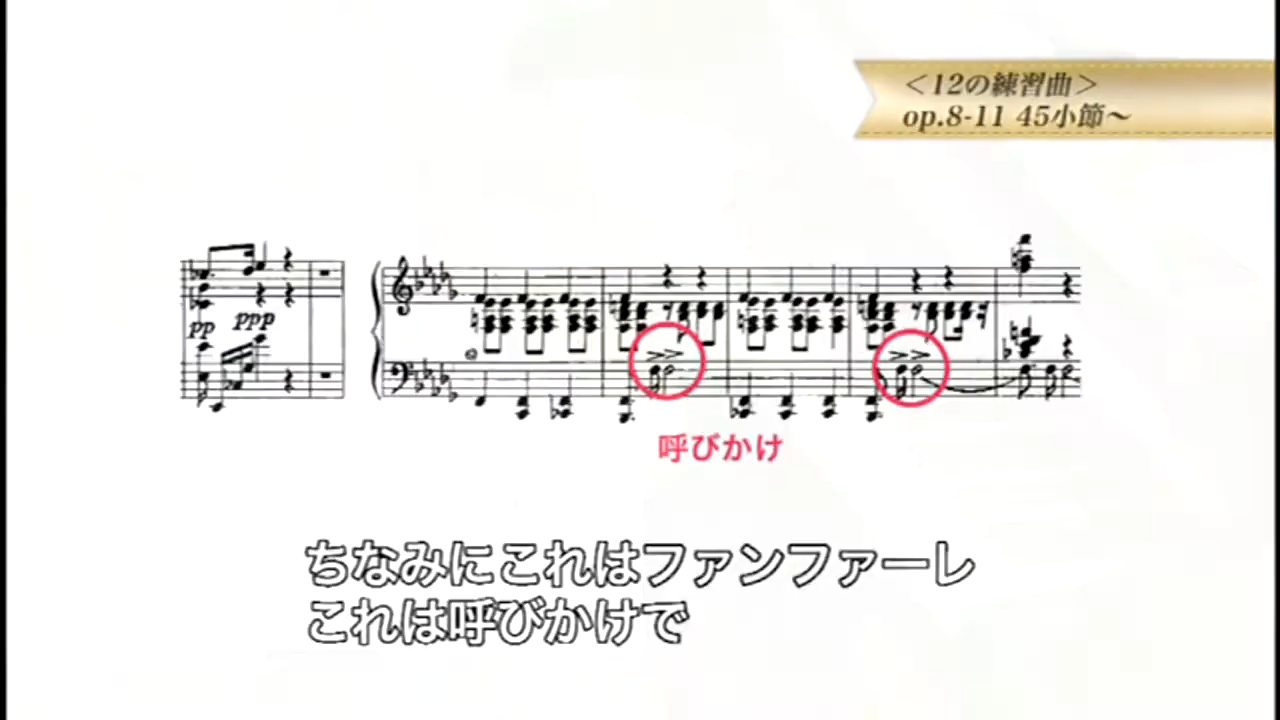 ＜12の練習曲＞
op.8-11 45小節～
pp ppp
呼びかけ
ちなみにこれはファンファーレ
これは呼びかけで